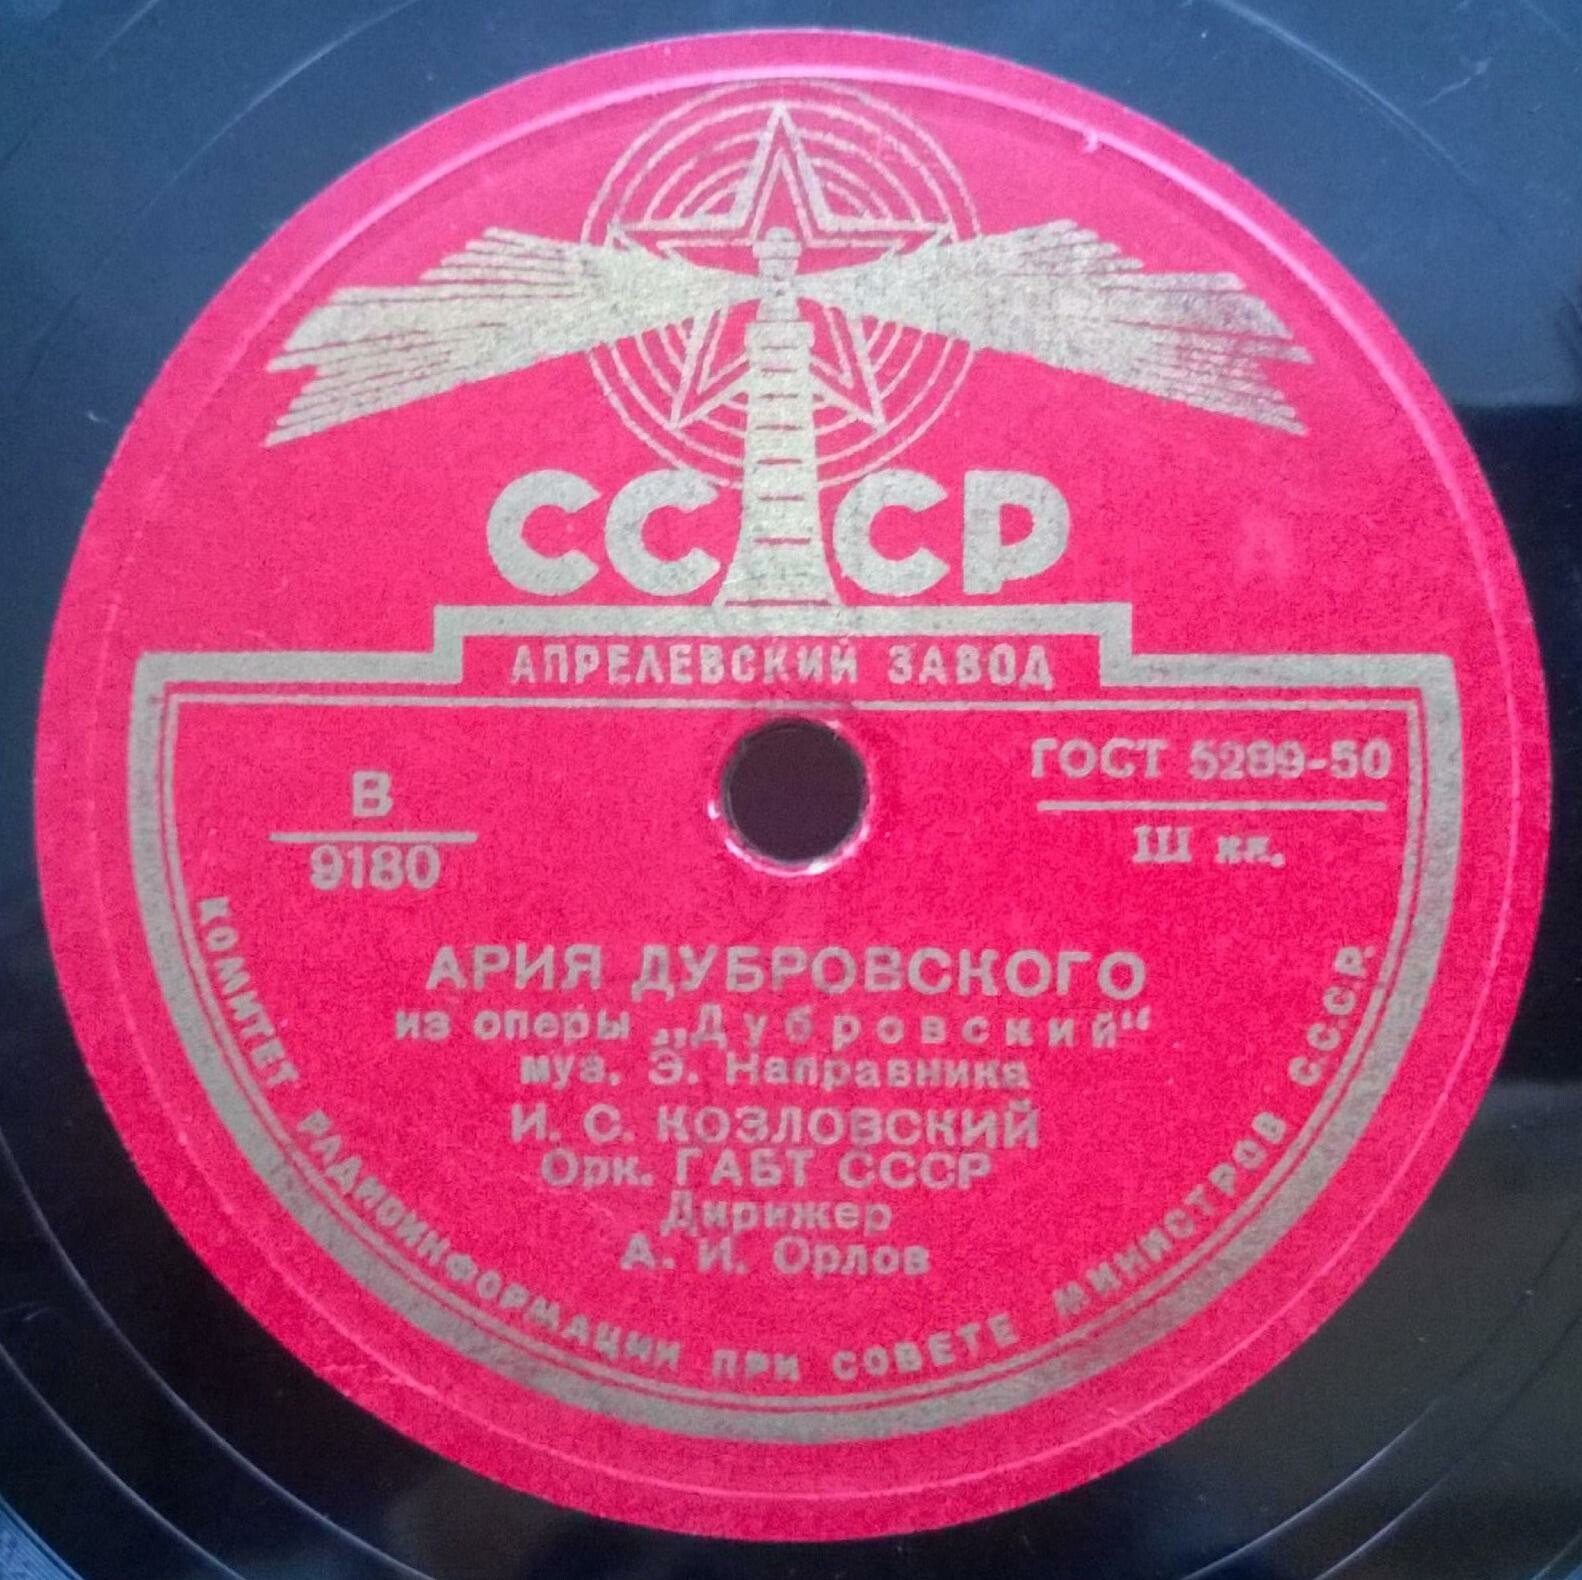 СССР
АПРЕЛЕВСКИЙ ЗАВОД
ГОСТ 5289-50
III кл.
В
9180
АРИЯ ДУБРОВСКОГО
из оперы „Дубровский“
муз. Э. Направника
И. С. КОЗЛОВСКИЙ
Орк. ГАБТ СССР
Дирижер
А. И. Орлов
КОМИТЕТ РАДИОИНФОРМАЦИИ ПРИ СОВЕТЕ МИНИСТРОВ С.С.С.Р.
А